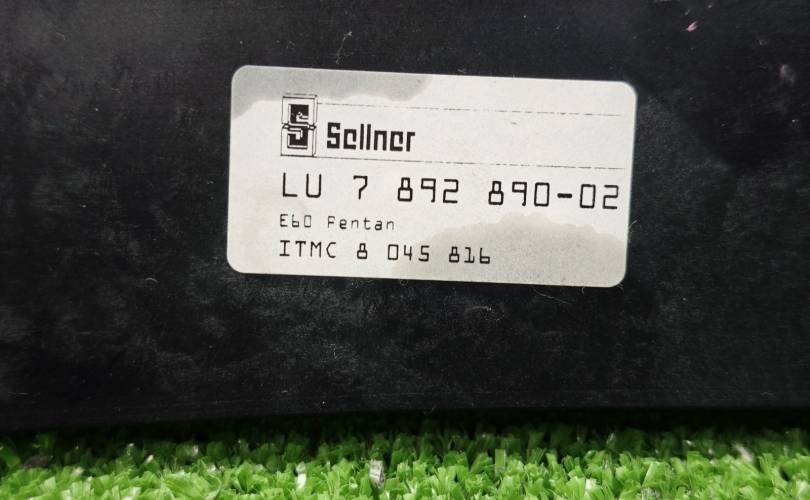 Sellner
LU 7 892 890-02
E60 Pentan
ITMC 8 045 816